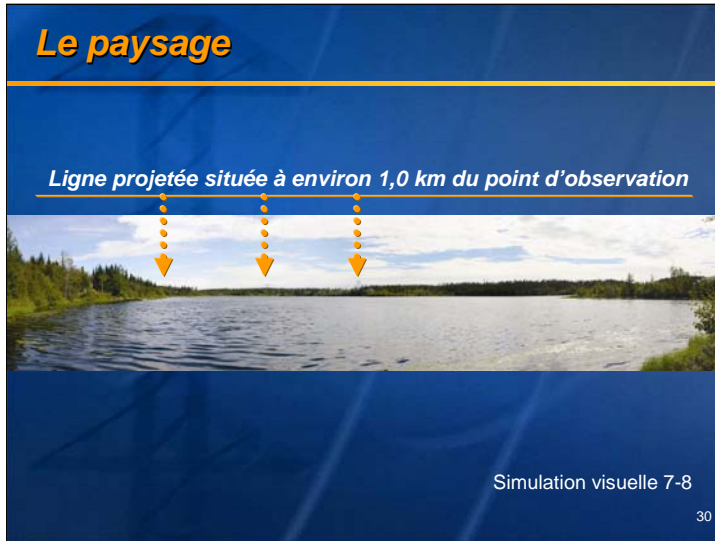 Le paysage
Ligne projetée située à environ 1,0 km du point d’observation
Simulation visuelle 7-8
30